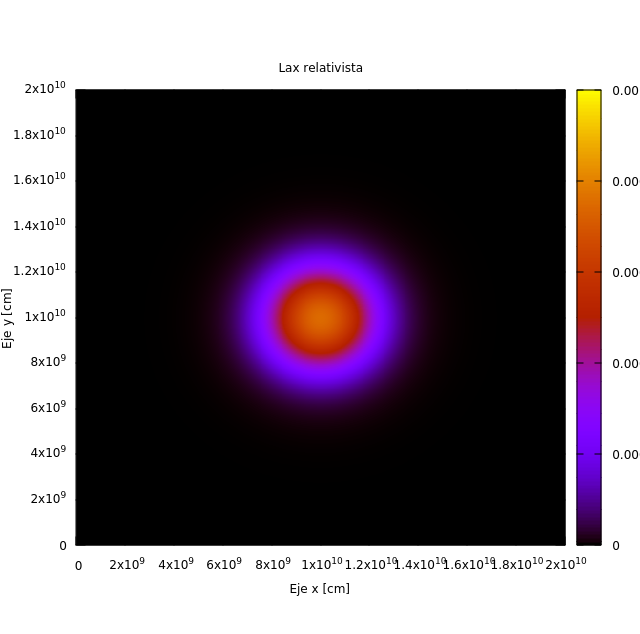 Lax relativista
2x10¹⁰
1.8x10¹⁰
1.6x10¹⁰
1.4x10¹⁰
1.2x10¹⁰
1x10¹⁰
8x10⁹
6x10⁹
4x10⁹
2x10⁹
0
Eje y [cm]
0 2x10⁹ 4x10⁹ 6x10⁹ 8x10⁹ 1x10¹⁰ 1.2x10¹⁰ 1.4x10¹⁰ 1.6x10¹⁰ 1.8x10¹⁰ 2x10¹⁰
Eje x [cm]
0.00
0.00
0.00
0.00
0.00
0